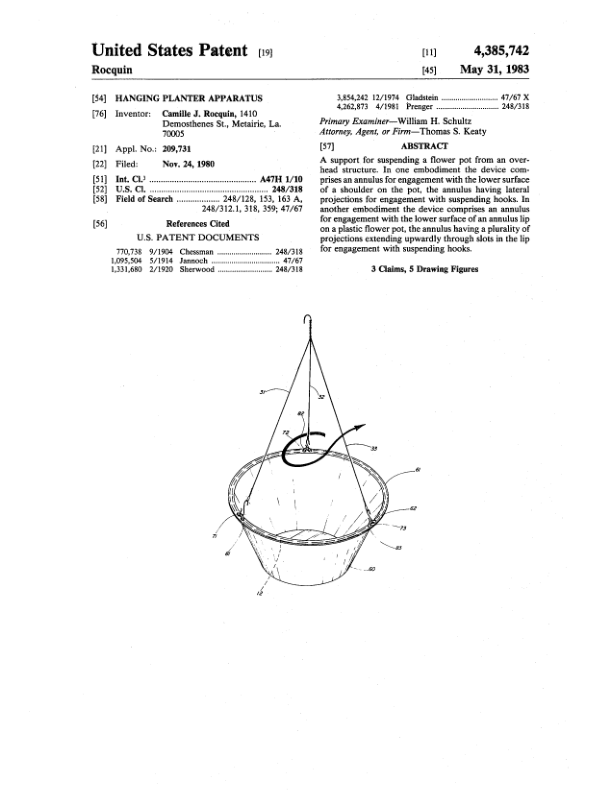 United States Patent [19]
[11] 4,385,742
Rocquin
[45] May 31, 1983
[54] HANGING PLANTER APPARATUS
[76] Inventor: Camille J. Rocquin, 1410
Demosthenes St., Metairie, La.
70005
[21] Appl. No.: 209,731
[22] Filed: Nov. 24, 1980
[51] Int. Cl.³ .......... A47H 1/10
[52] U.S. Cl. .......... 248/318
[58] Field of Search .......... 248/128, 153, 163 A,
248/312.1, 318, 359; 47/67
[56] References Cited
U.S. PATENT DOCUMENTS
770,738 9/1904 Chessman .......... 248/318
1,095,504 5/1914 Jannoch .......... 47/67
1,331,680 2/1920 Sherwood .......... 248/318
3,854,242 12/1974 Gladstein .......... 47/67 X
4,262,873 4/1981 Prenger .......... 248/318
Primary Examiner—William H. Schultz
Attorney, Agent, or Firm—Thomas S. Keaty
[57] ABSTRACT
A support for suspending a flower pot from an over-
head structure. In one embodiment the device com-
prises an annulus for engagement with the lower surface
of a shoulder on the pot, the annulus having lateral
projections for engagement with suspending hooks. In
another embodiment the device comprises an annulus
for engagement with the lower surface of an annulus lip
on a plastic flower pot, the annulus having a plurality of
projections extending upwardly through slots in the lip
for engagement with suspending hooks.
3 Claims, 5 Drawing Figures
51
52
72
53
61
62
71
73
60
12